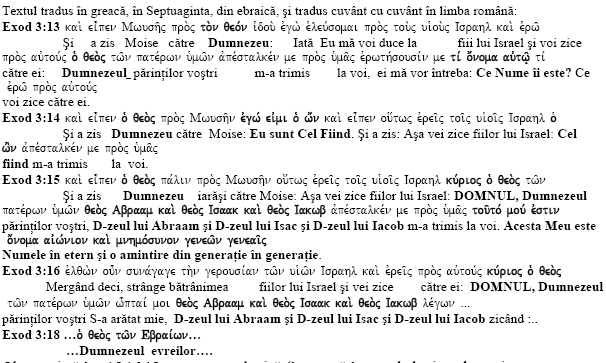 Textul tradus în greacă, în Septuaginta, din ebraică, şi tradus cuvânt cu cuvânt în limba română:
Exod 3:13 καὶ εἶπεν Μωυσῆς πρὸς τὸν θεόν ἰδοὺ ἐγὼ ἐλεύσομαι πρὸς τοὺς υἱοὺς Ισραηλ καὶ ἐρῶ
Şi a zis Moise către Dumnezeu: Iată Eu mă voi duce la fiii lui Israel şi voi zice
πρὸς αὐτούς ὁ θεὸς τῶν πατέρων ὑμῶν ἀπέσταλκέν με πρὸς ὑμᾶς ἐρωτήσουσίν με τί ὄνομα αὐτῷ τί
către ei: Dumnezeul părinţilor voştri m-a trimis la voi, ei mă vor întreba: Ce Nume îi este? Ce
ἐρῶ πρὸς αὐτούς
voi zice către ei.
Exod 3:14 καὶ εἶπεν ὁ θεὸς πρὸς Μωυσῆν ἐγώ εἰμι ὁ ὤν καὶ εἶπεν οὕτως ἐρεῖς τοῖς υἱοῖς Ισραηλ ὁ
Şi a zis Dumnezeu către Moise: Eu sunt Cel Fiind. Şi a zis: Aşa vei zice fiilor lui Israel: Cel
ὢν ἀπέσταλκέν με πρὸς ὑμᾶς
fiind m-a trimis la voi.
Exod 3:15 καὶ εἶπεν ὁ θεὸς πάλιν πρὸς Μωυσῆν οὕτως ἐρεῖς τοῖς υἱοῖς Ισραηλ κύριος ὁ θεὸς τῶν
Şi a zis Dumnezeu iarăşi către Moise: Aşa vei zice fiilor lui Israel: DOMNUL, Dumnezeul
πατέρων ὑμῶν θεὸς Αβρααμ καὶ θεὸς Ισαακ καὶ θεὸς Ιακωβ ἀπέσταλκέν με πρὸς ὑμᾶς τοῦτό μού ἐστιν
părinţilor voştri, D-zeul lui Abraam şi D-zeul lui Isac şi D-zeul lui Iacob m-a trimis la voi. Acesta Meu este
ὄνομα αἰώνιον καὶ μνημόσυνον γενεῶν γενεαῖς
Numele în etern şi o amintire din generaţie în generaţie.
Exod 3:16 ἐλθὼν οὖν συνάγαγε τὴν γερουσίαν τῶν υἱῶν Ισραηλ καὶ ἐρεῖς πρὸς αὐτούς κύριος ὁ θεὸς
Mergând deci, strânge bătrânimea fiilor lui Israel şi vei zice către ei: DOMNUL, Dumnezeul
τῶν πατέρων ὑμῶν ὦπταί μοι θεὸς Αβρααμ καὶ θεὸς Ισαακ καὶ θεὸς Ιακωβ λέγων ...
părinţilor voştri S-a arătat mie, D-zeul lui Abraam şi D-zeul lui Isac şi D-zeul lui Iacob zicând :..
Exod 3:18 …ὁ θεὸς τῶν Εβραίων…
…Dumnezeul evreilor….